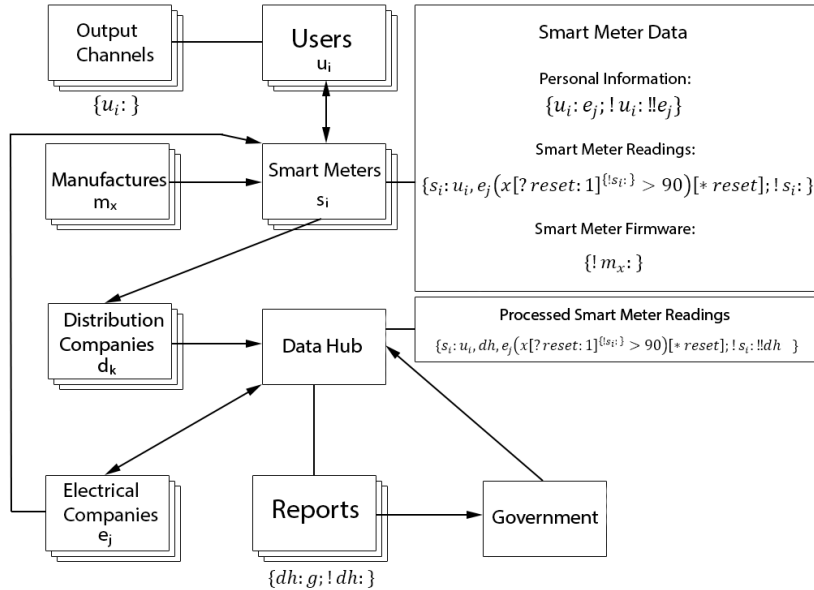 Output
Channels
{u_i: }
Users
u_i
Manufactures
m_x
Smart Meters
s_i
Smart Meter Data
Personal Information:
{u_i: e_j; ! u_i: !!e_j}
Smart Meter Readings:
{s_i: u_i, e_j(x[? reset: 1]^{!s_i: } > 90)[* reset]; ! s_i: }
Smart Meter Firmware:
{! m_x: }
Distribution
Companies
d_k
Data Hub
Processed Smart Meter Readings
{s_i: u_i, dh, e_j(x[? reset: 1]^{!s_i: } > 90)[* reset]; ! s_i: !!dh }
Electrical
Companies
e_j
Reports
{dh: g; ! dh: }
Government